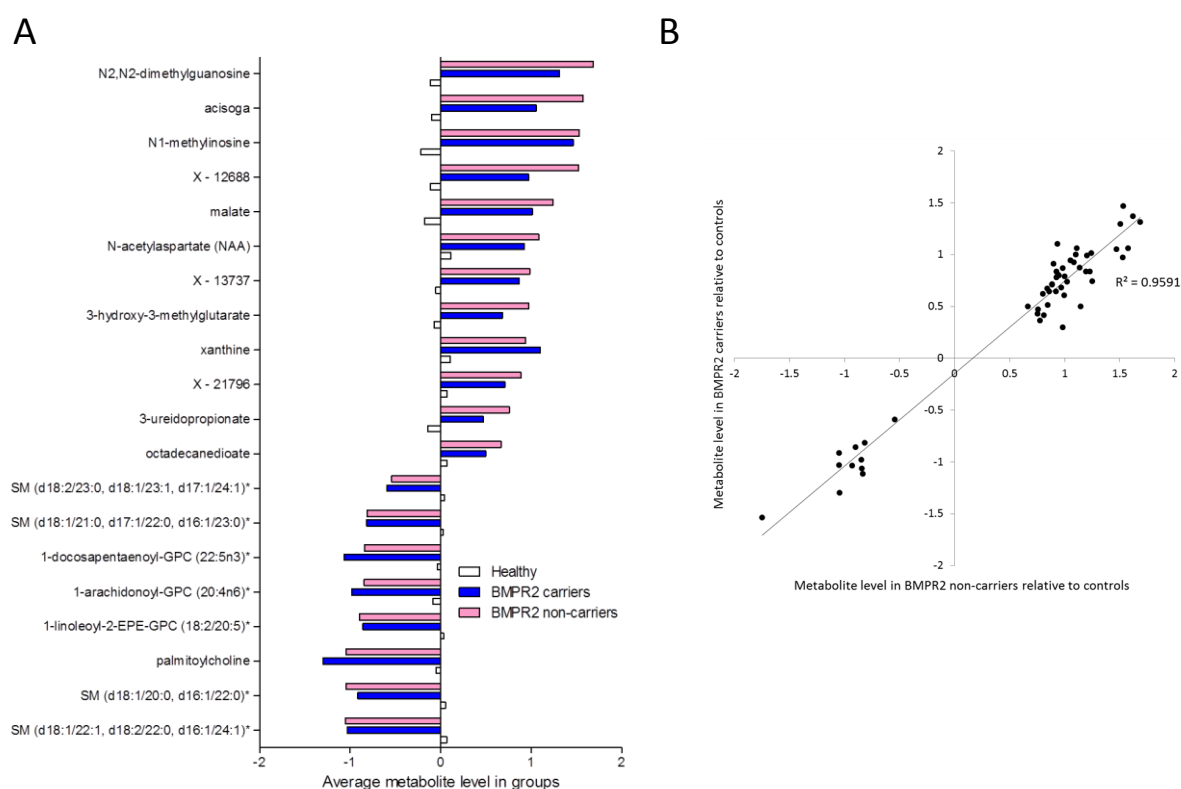 A
N2,N2-dimethylguanosine
acisoga
N1-methylinosine
X - 12688
malate
N-acetylaspartate (NAA)
X - 13737
3-hydroxy-3-methylglutarate
xanthine
X - 21796
3-ureidopropionate
octadecanedioate
SM (d18:2/23:0, d18:1/23:1, d17:1/24:1)*
SM (d18:1/21:0, d17:1/22:0, d16:1/23:0)*
1-docosapentaenoyl-GPC (22:5n3)*
1-arachidonoyl-GPC (20:4n6)*
1-linoleoyl-2-EPE-GPC (18:2/20:5)*
palmitoylcholine
SM (d18:1/20:0, d16:1/22:0)*
SM (d18:1/22:1, d18:2/22:0, d16:1/24:1)*
Healthy
BMPR2 carriers
BMPR2 non-carriers
-2 -1 0 1 2
Average metabolite level in groups
B
Metabolite level in BMPR2 carriers relative to controls
2
1.5
1
0.5
0
-0.5
-1
-1.5
-2
-2 -1.5 -1 -0.5 0 0.5 1 1.5 2
R² = 0.9591
Metabolite level in BMPR2 non-carriers relative to controls